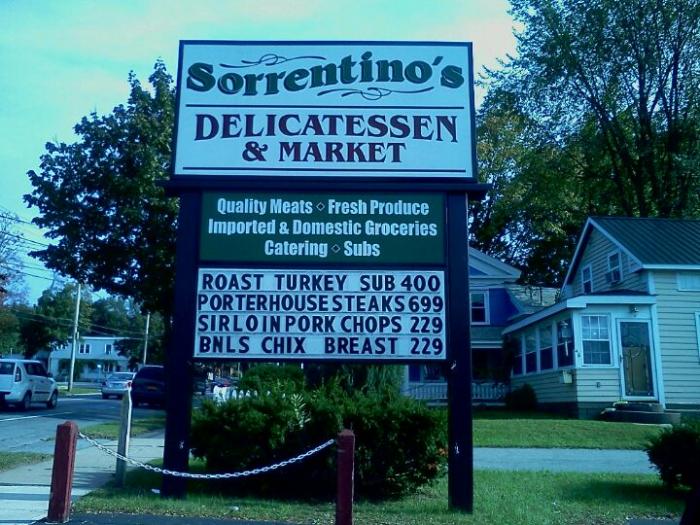 Sorrentino's
DELICATESSEN
& MARKET
Quality Meats ◇ Fresh Produce
Imported & Domestic Groceries
Catering ◇ Subs
ROAST TURKEY SUB 400
PORTERHOUSE STEAKS 699
SIRLOIN PORK CHOPS 229
BNLS CHIX BREAST 229